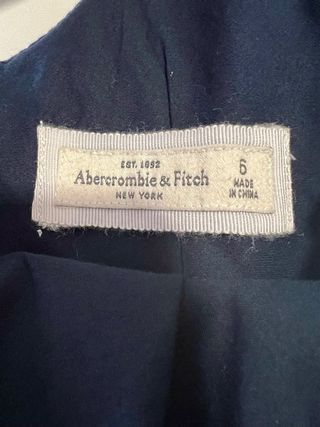 EST. 1892
Abercrombie & Fitch
NEW YORK
6
MADE
IN CHINA